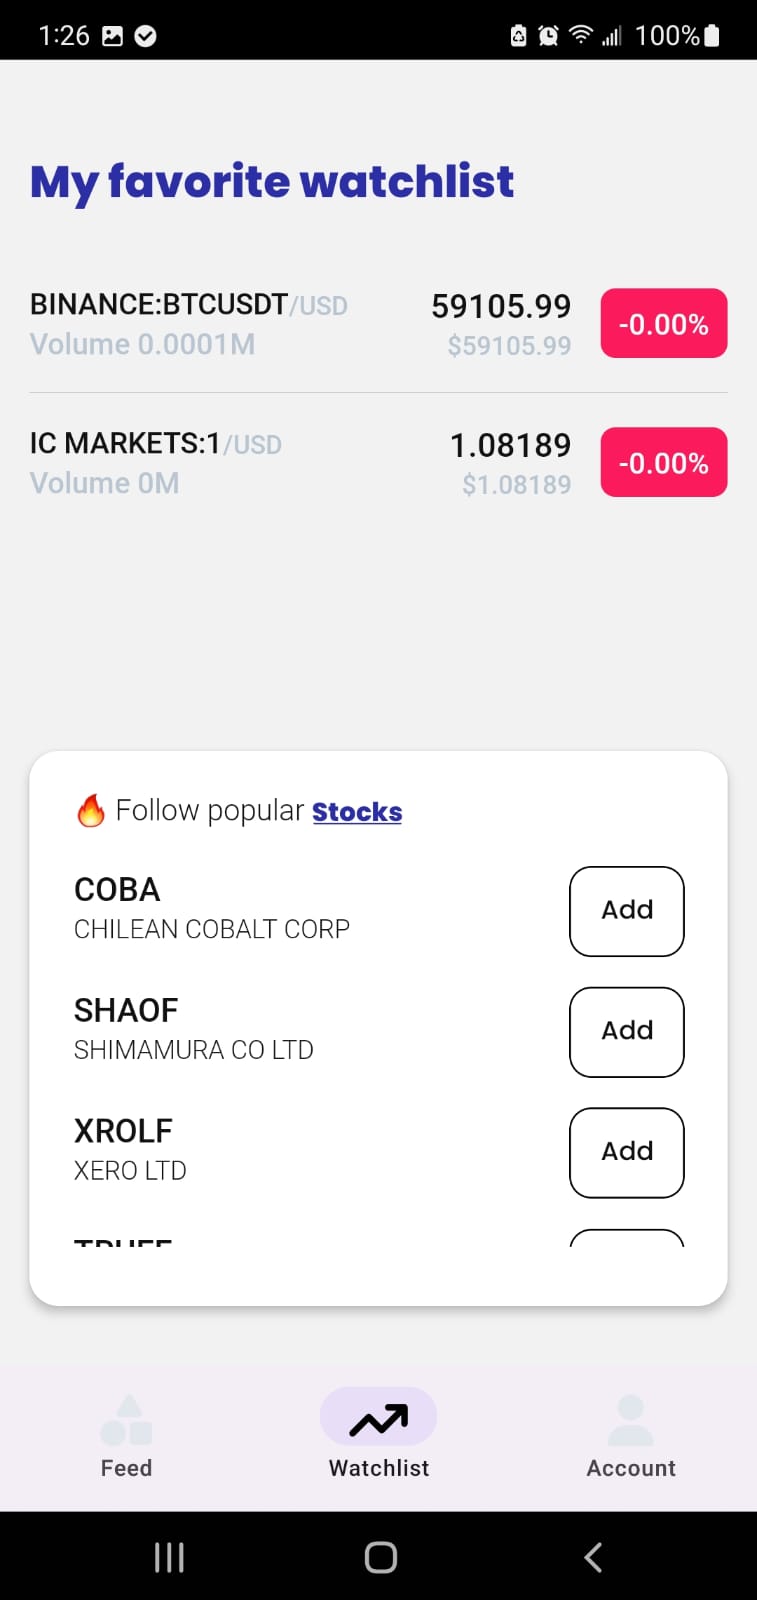 1:26
100%
My favorite watchlist
BINANCE:BTCUSDT/USD 59105.99 -0.00%
Volume 0.0001M $59105.99
IC MARKETS:1/USD 1.08189 -0.00%
Volume 0M $1.08189
🔥 Follow popular Stocks
COBA
CHILEAN COBALT CORP
Add
SHAOF
SHIMAMURA CO LTD
Add
XROLF
XERO LTD
Add
Feed
Watchlist
Account